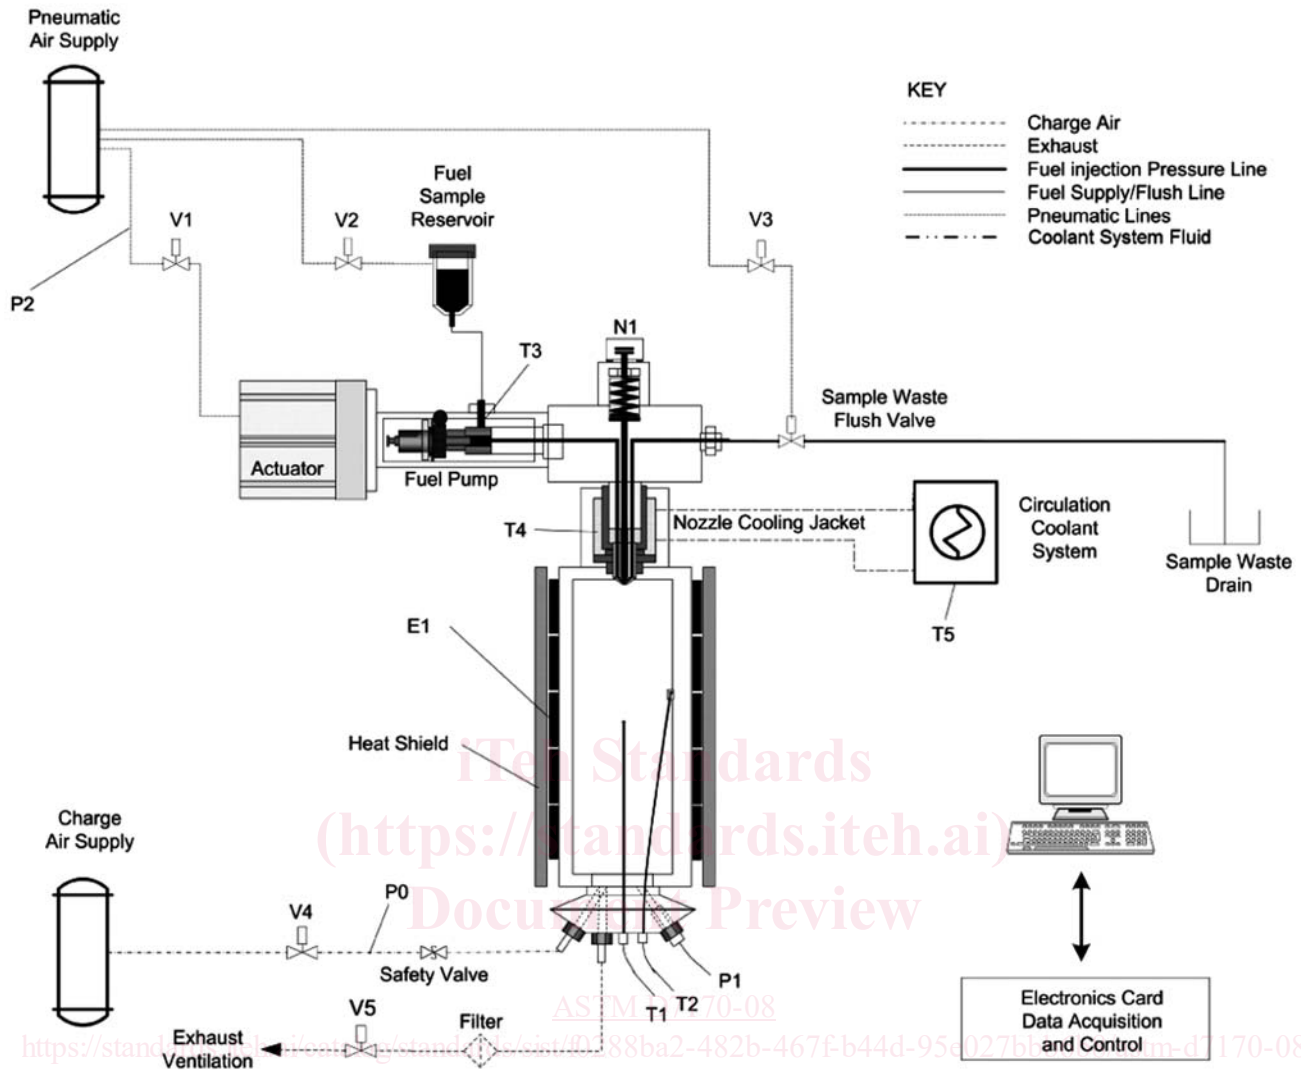 Pneumatic
Air Supply
KEY
Charge Air
Exhaust
Fuel injection Pressure Line
Fuel Supply/Flush Line
Pneumatic Lines
Coolant System Fluid
Fuel
Sample
Reservoir
V1
V2
V3
P2
N1
T3
Sample Waste
Flush Valve
Actuator
Fuel Pump
T4
Nozzle Cooling Jacket
Circulation
Coolant
System
Sample Waste
Drain
T5
E1
Heat Shield
iTeh Standards
(https://standards.iteh.ai)
Document Preview
Charge
Air Supply
V4
P0
Safety Valve
P1
T2
T1
ASTM D7170-08
V5
Filter
Exhaust
Ventilation
Electronics Card
Data Acquisition
and Control